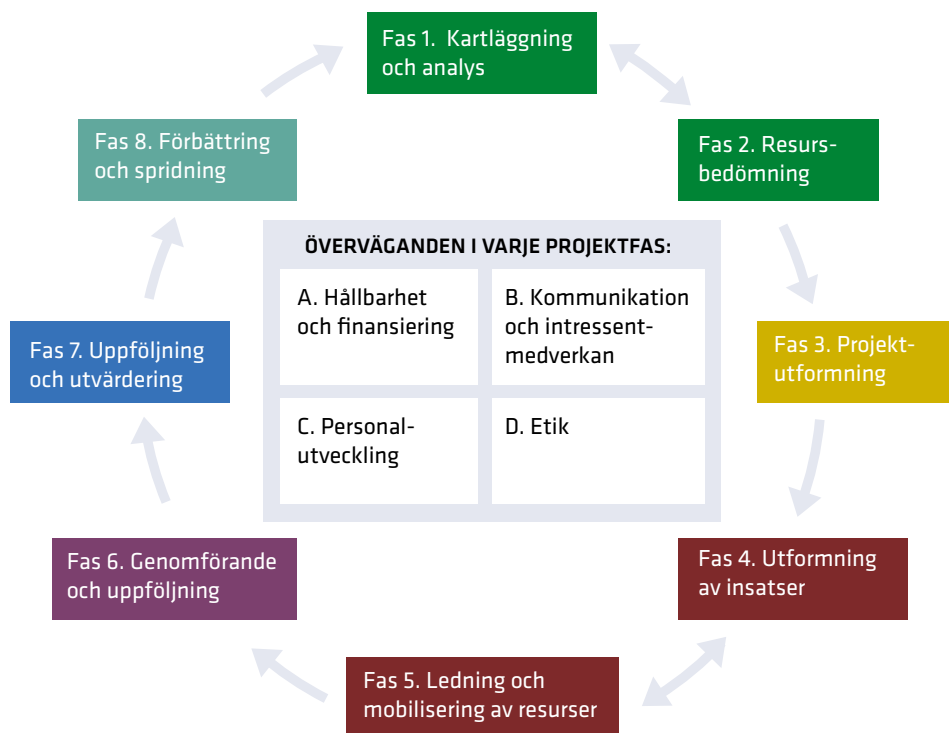 Fas 1.  Kartläggning
och analys
Fas 2. Resurs-
bedömning
Fas 3. Projekt-
utformning
Fas 4. Utformning
av insatser
Fas 5. Ledning och
mobilisering av resurser
Fas 6. Genomförande
och uppföljning
Fas 7. Uppföljning
och utvärdering
Fas 8. Förbättring
och spridning
ÖVERVÄGANDEN I VARJE PROJEKTFAS:
A. Hållbarhet
och finansiering
B. Kommunikation
och intressent-
medverkan
C. Personal-
utveckling
D. Etik